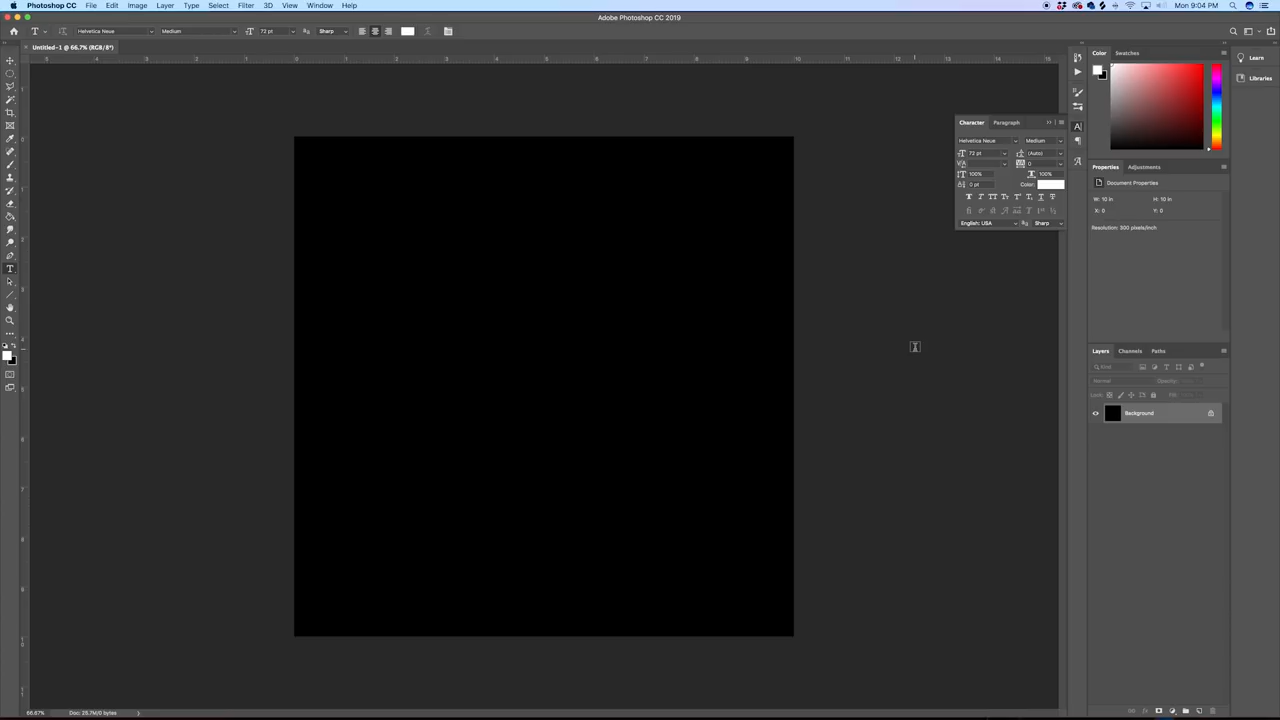 Photoshop CC File Edit Image Layer Type Select Filter 3D View Window Help Mon 9:04 PM
Adobe Photoshop CC 2019
Helvetica Neue Medium 72 pt Sharp
Untitled-1 @ 66.7% (RGB/8*)
Color Swatches
Learn
Libraries
Character Paragraph
Helvetica Neue Medium
72 pt (Auto)
0
100% 100%
0 pt Color:
English: USA Sharp
Properties Adjustments
Document Properties
W: 10 in H: 10 in
X: 0 Y: 0
Resolution: 300 pixels/inch
Layers Channels Paths
Kind
Normal Opacity:
Lock: Fill:
Background
66.67% Doc: 25.7M/0 bytes